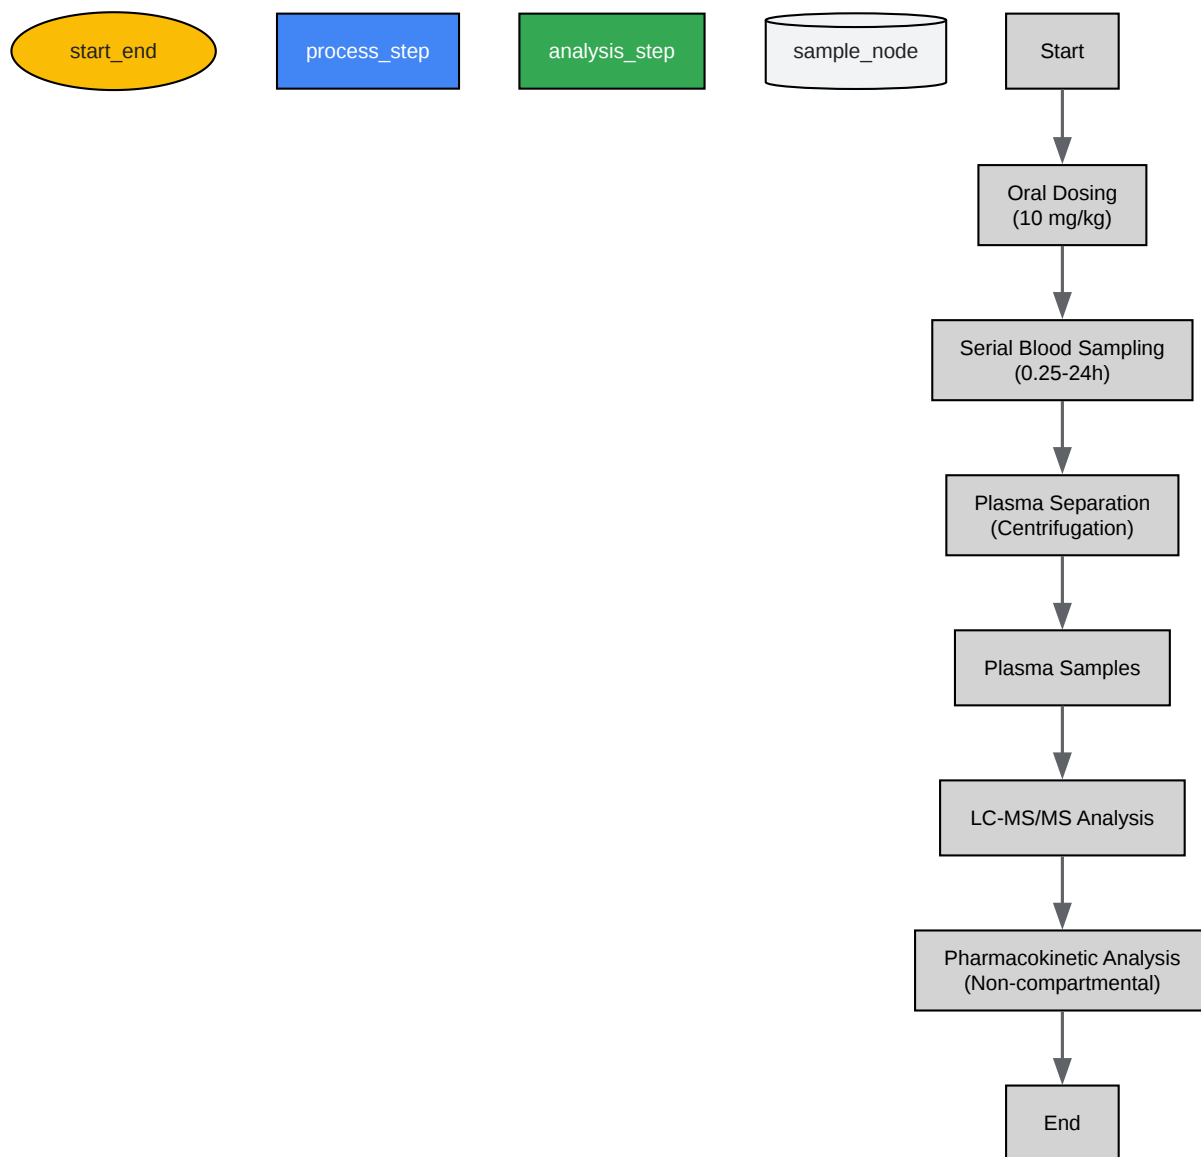 start_end
process_step
analysis_step
sample_node
Start
Oral Dosing
(10 mg/kg)
Serial Blood Sampling
(0.25-24h)
Plasma Separation
(Centrifugation)
Plasma Samples
LC-MS/MS Analysis
Pharmacokinetic Analysis
(Non-compartmental)
End